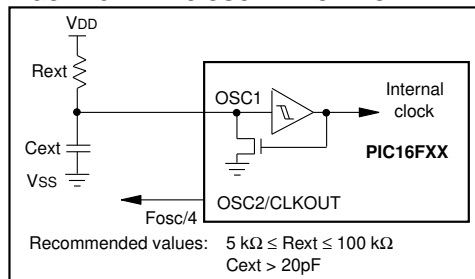 VDD
Rext
OSC1
Internal
clock
Cext
PIC16FXX
VSS
OSC2/CLKOUT
Fosc/4
Recommended values: 5 kΩ ≤ Rext ≤ 100 kΩ
Cext > 20pF